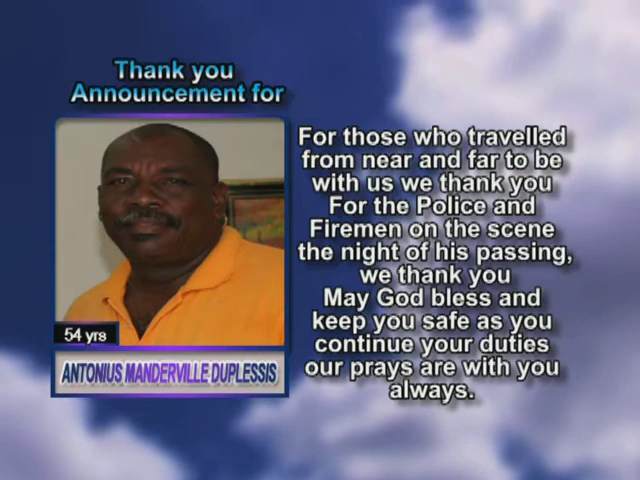 Thank you
Announcement for
54 yrs
ANTONIUS MANDERVILLE DUPLESSIS
For those who travelled
from near and far to be
with us we thank you
For the Police and
Firemen on the scene
the night of his passing,
we thank you
May God bless and
keep you safe as you
continue your duties
our prays are with you
always.